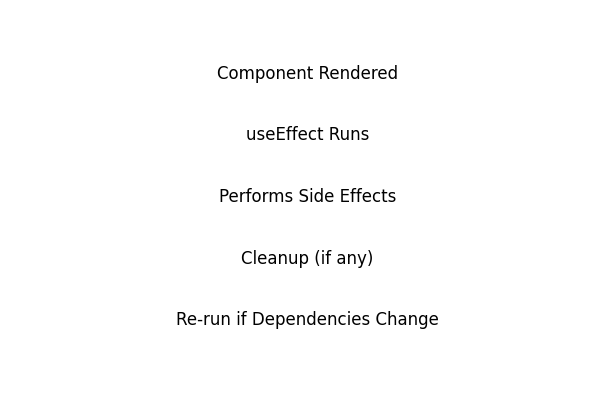 Component Rendered
useEffect Runs
Performs Side Effects
Cleanup (if any)
Re-run if Dependencies Change